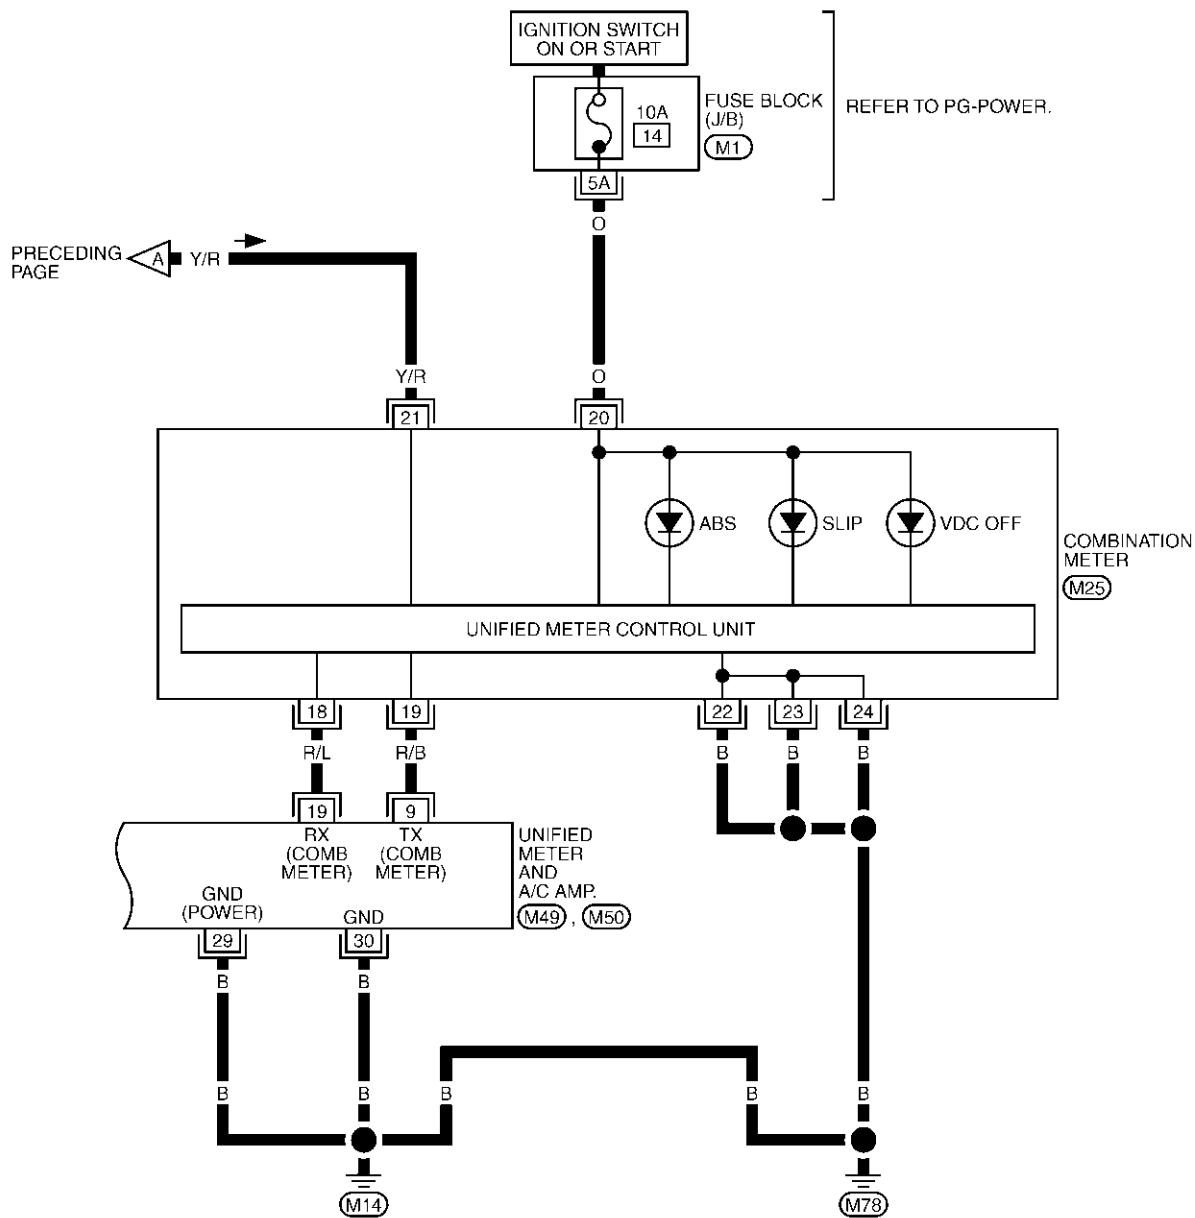 IGNITION SWITCH
ON OR START
10A
14
FUSE BLOCK
(J/B)
M1
REFER TO PG-POWER.
5A
O
PRECEDING
PAGE
A
Y/R
Y/R
O
21
20
ABS
SLIP
VDC OFF
COMBINATION
METER
M25
UNIFIED METER CONTROL UNIT
18
19
22
23
24
R/L
R/B
B
B
B
19
9
RX
(COMB
METER)
TX
(COMB
METER)
UNIFIED
METER
AND
A/C AMP.
M49 , M50
GND
(POWER)
GND
29
30
B
B
B
B
B
B
B
M14
M78